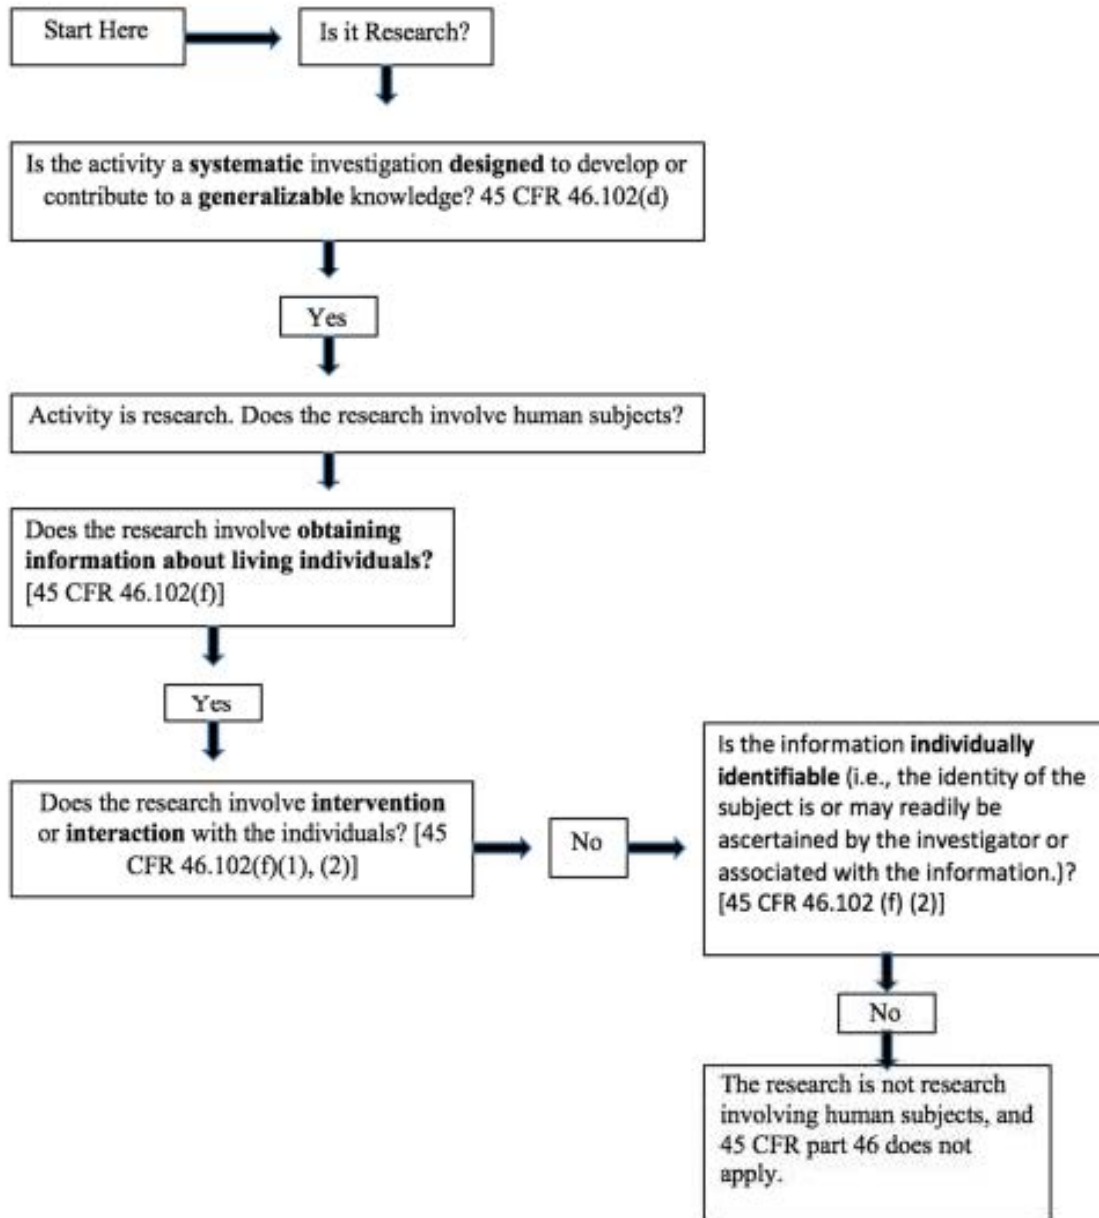 Start Here
Is it Research?
Is the activity a systematic investigation designed to develop or
contribute to a generalizable knowledge? 45 CFR 46.102(d)
Yes
Activity is research. Does the research involve human subjects?
Does the research involve obtaining
information about living individuals?
[45 CFR 46.102(f)]
Yes
Does the research involve intervention
or interaction with the individuals? [45
CFR 46.102(f)(1), (2)]
No
Is the information individually
identifiable (i.e., the identity of the
subject is or may readily be
ascertained by the investigator or
associated with the information.)?
[45 CFR 46.102 (f) (2)]
No
The research is not research
involving human subjects, and
45 CFR part 46 does not
apply.